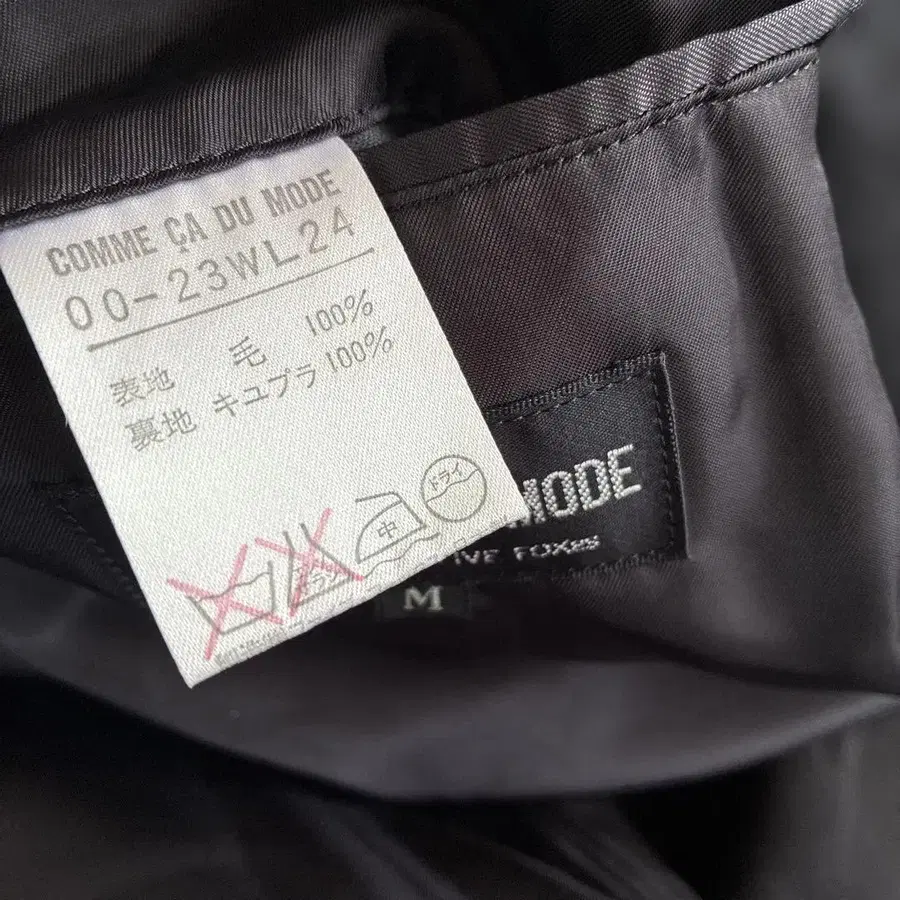 COMME ÇA DU MODE
00-23WL24
表地 毛 100%
裏地 キュプラ 100%
中
ドライ
MODE
FOXES
M